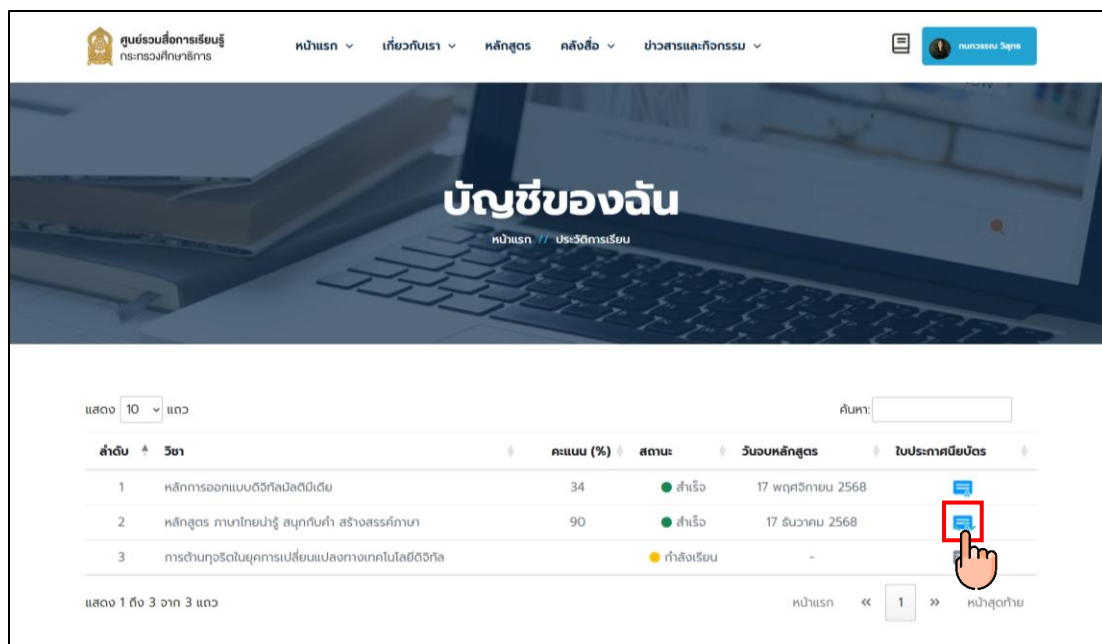 ศูนย์รวมสื่อการเรียนรู้
กระทรวงศึกษาธิการ
หน้าแรก เกี่ยวกับเรา หลักสูตร คลังสื่อ ข่าวสารและกิจกรรม
บัญชีของฉัน
หน้าแรก // ประวัติการเรียน
แสดง 10 แถว ค้นหา:
ลำดับ วิชา คะแนน (%) สถานะ วันจบหลักสูตร ใบประกาศนียบัตร
1 หลักการออกแบบดิจิทัลมัลติมีเดีย 34 สำเร็จ 17 พฤศจิกายน 2568
2 หลักสูตร ภาษาไทยน่ารู้ สนุกกับคำ สร้างสรรค์ภาษา 90 สำเร็จ 17 ธันวาคม 2568
3 การต้านทุจริตในยุคการเปลี่ยนแปลงทางเทคโนโลยีดิจิทัล กำลังเรียน -
แสดง 1 ถึง 3 จาก 3 แถว หน้าแรก « 1 » หน้าสุดท้าย